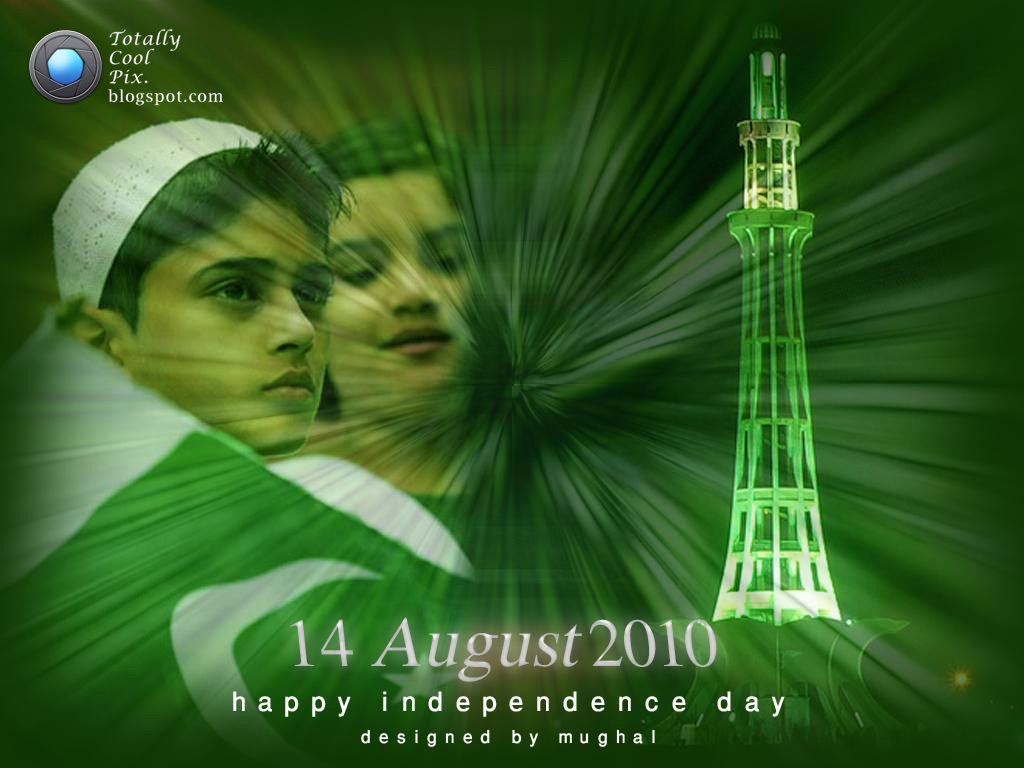 Totally
Cool
Pix.
blogspot.com
14 August 2010
happy independence day
designed by mughal